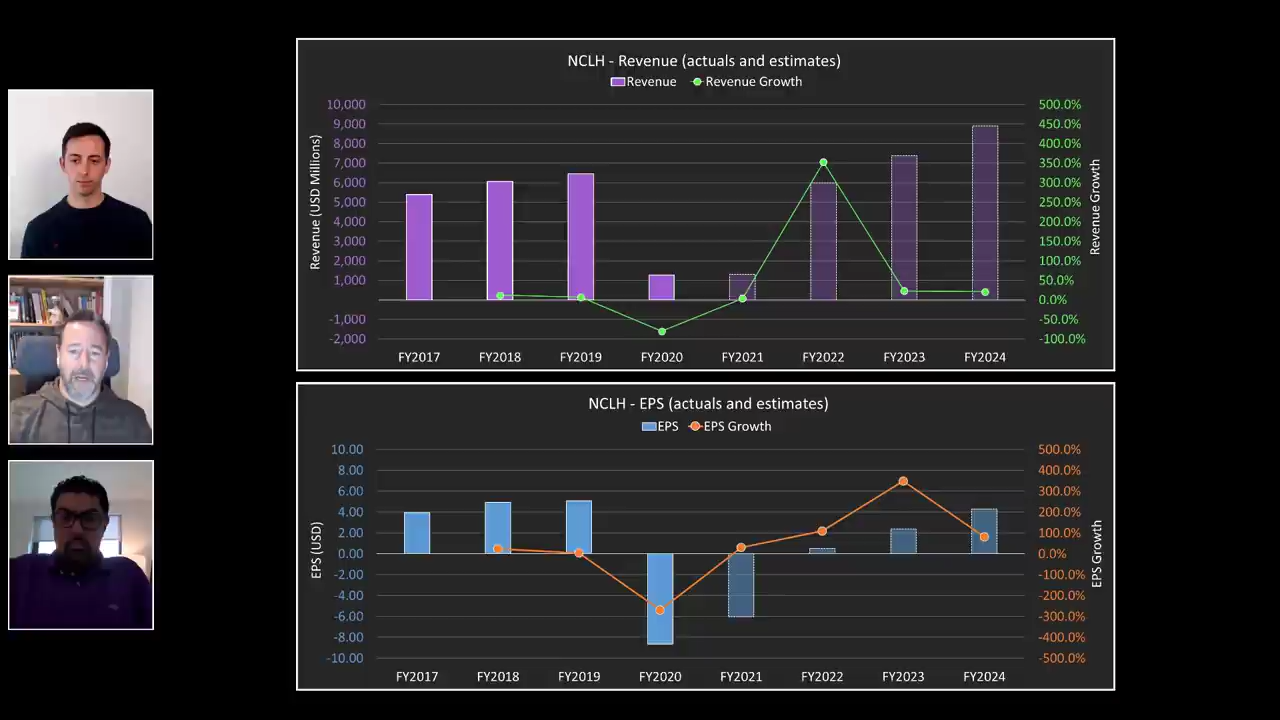 NCLH - Revenue (actuals and estimates)
Revenue Revenue Growth
10,000 500.0%
9,000 450.0%
8,000 400.0%
7,000 350.0%
6,000 300.0%
5,000 250.0%
4,000 200.0%
3,000 150.0%
2,000 100.0%
1,000 50.0%
0.0%
-1,000 -50.0%
-2,000 -100.0%
Revenue (USD Millions)
Revenue Growth
FY2017 FY2018 FY2019 FY2020 FY2021 FY2022 FY2023 FY2024
NCLH - EPS (actuals and estimates)
EPS EPS Growth
10.00 500.0%
8.00 400.0%
6.00 300.0%
4.00 200.0%
2.00 100.0%
0.00 0.0%
-2.00 -100.0%
-4.00 -200.0%
-6.00 -300.0%
-8.00 -400.0%
-10.00 -500.0%
EPS (USD)
EPS Growth
FY2017 FY2018 FY2019 FY2020 FY2021 FY2022 FY2023 FY2024